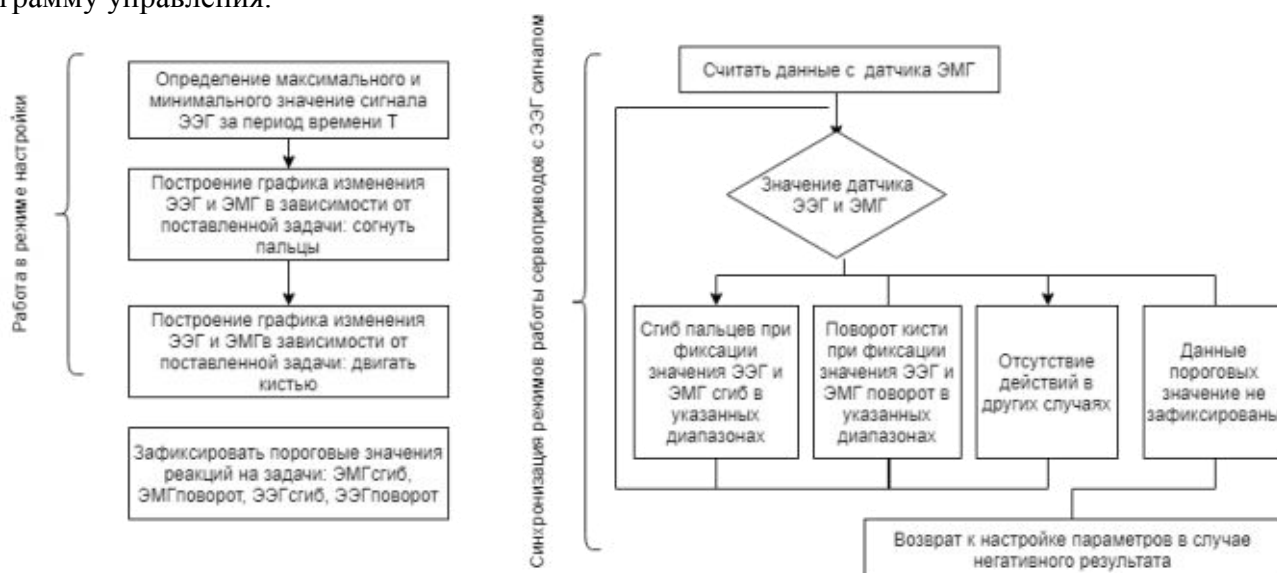 грамму управления.
Работа в режиме настройки
Определение максимального и
минимального значение сигнала
ЭЭГ за период времени Т
Построение графика изменения
ЭЭГ и ЭМГ в зависимости от
поставленной задачи: согнуть
пальцы
Построение графика изменения
ЭЭГ и ЭМГв зависимости от
поставленной задачи: двигать
кистью
Зафиксировать пороговые значения
реакций на задачи: ЭМГсгиб,
ЭМГповорот, ЭЭГсгиб, ЭЭГповорот
Синхронизация режимов работы сервоприводов с ЭЭГ сигналом
Считать данные с датчика ЭМГ
Значение датчика
ЭЭГ и ЭМГ
Сгиб пальцев при
фиксации
значения ЭЭГ и
ЭМГ сгиб в
указанных
диапазонах
Поворот кисти
при фиксации
значения ЭЭГ и
ЭМГ поворот в
указанных
диапазонах
Отсутствие
действий в
других случаях
Данные
пороговых
значение не
зафиксированы
Возврат к настройке параметров в случае
негативного результата